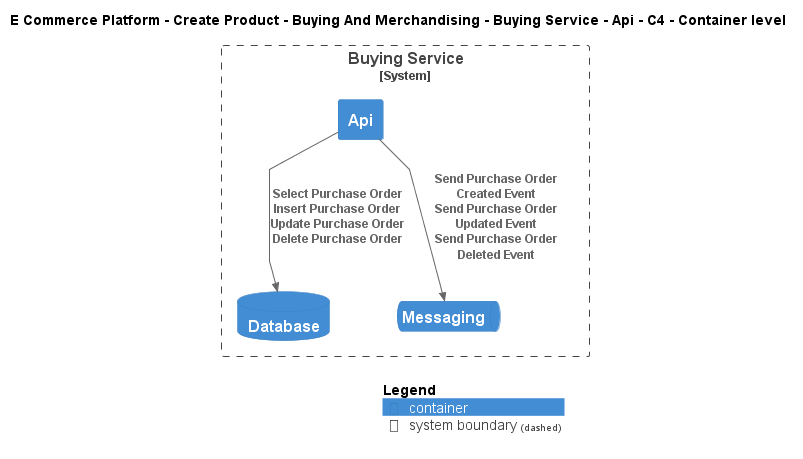 E Commerce Platform - Create Product - Buying And Merchandising - Buying Service - Api - C4 - Container level
Buying Service
[System]
Api
Select Purchase Order
Insert Purchase Order
Update Purchase Order
Delete Purchase Order
Send Purchase Order
Created Event
Send Purchase Order
Updated Event
Send Purchase Order
Deleted Event
Database
Messaging
Legend
container
system boundary (dashed)